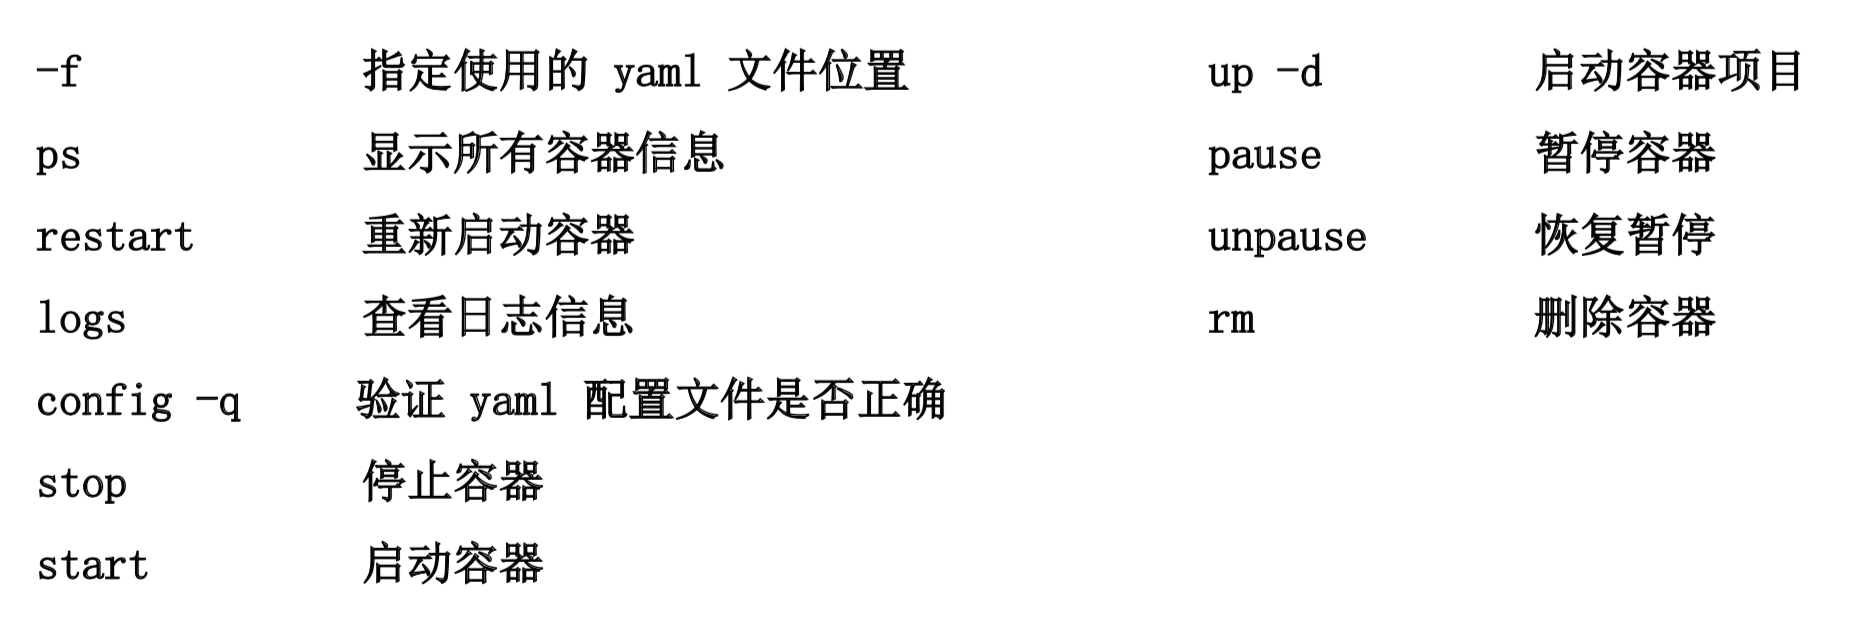 -f 指定使用的 yaml 文件位置 up -d 启动容器项目
ps 显示所有容器信息 pause 暂停容器
restart 重新启动容器 unpause 恢复暂停
logs 查看日志信息 rm 删除容器
config -q 验证 yaml 配置文件是否正确
stop 停止容器
start 启动容器